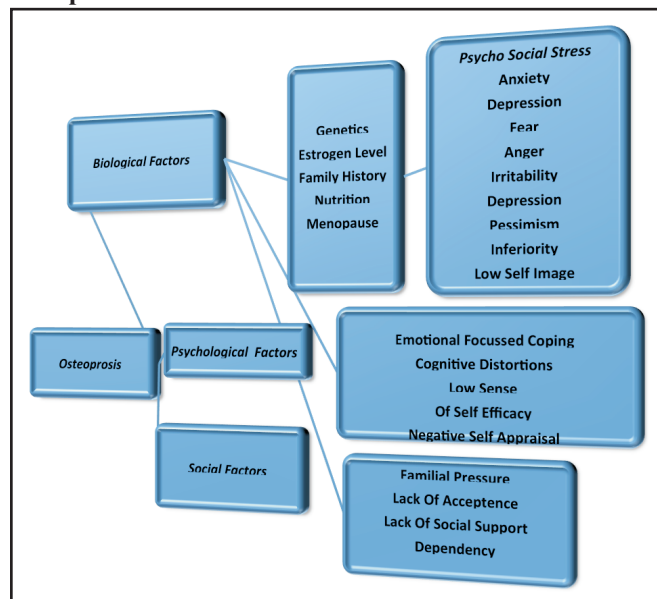 Biological Factors
Genetics
Estrogen Level
Family History
Nutrition
Menopause
Psycho Social Stress
Anxiety
Depression
Fear
Anger
Irritability
Depression
Pessimism
Inferiority
Low Self Image
Osteoprosis
Psychological Factors
Social Factors
Emotional Focussed Coping
Cognitive Distortions
Low Sense
Of Self Efficacy
Negative Self Appraisal
Familial Pressure
Lack Of Acceptence
Lack Of Social Support
Dependency